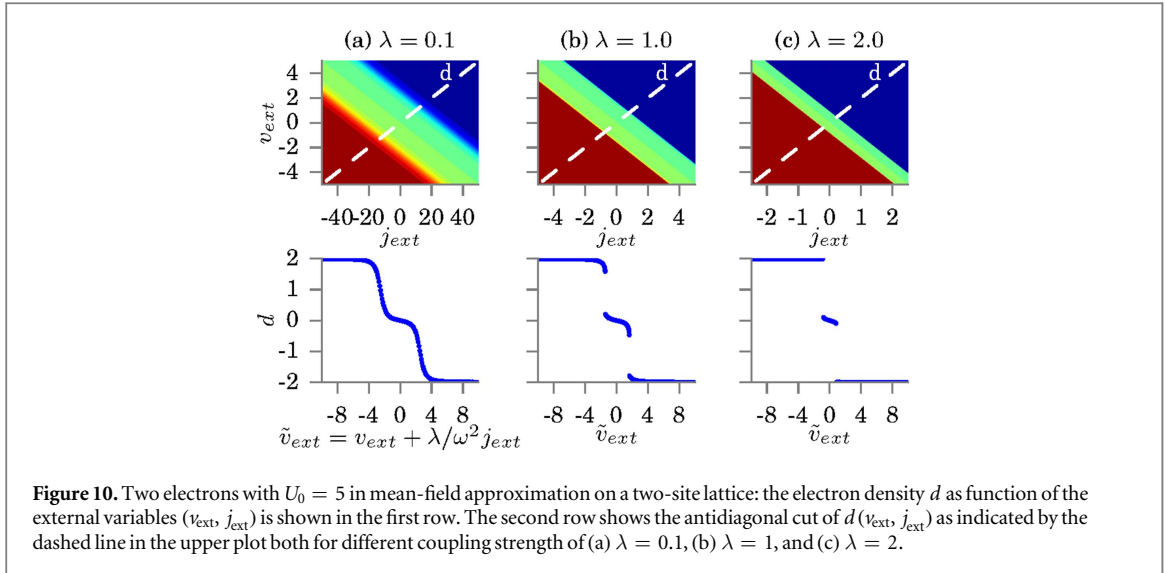 (a) λ = 0.1 (b) λ = 1.0 (c) λ = 2.0
d d d
4
2
0
-2
-4
v_ext
-40 -20 0 20 40 -4 -2 0 2 4 -2 -1 0 1 2
j_ext j_ext j_ext
2
1
0
-1
-2
d
-8 -4 0 4 8 -8 -4 0 4 8 -8 -4 0 4 8
ṽ_ext = v_ext + λ/ω² j_ext ṽ_ext ṽ_ext
Figure 10. Two electrons with U₀ = 5 in mean-field approximation on a two-site lattice: the electron density d as function of the
external variables (v_ext, j_ext) is shown in the first row. The second row shows the antidiagonal cut of d(v_ext, j_ext) as indicated by the
dashed line in the upper plot both for different coupling strength of (a) λ = 0.1, (b) λ = 1, and (c) λ = 2.